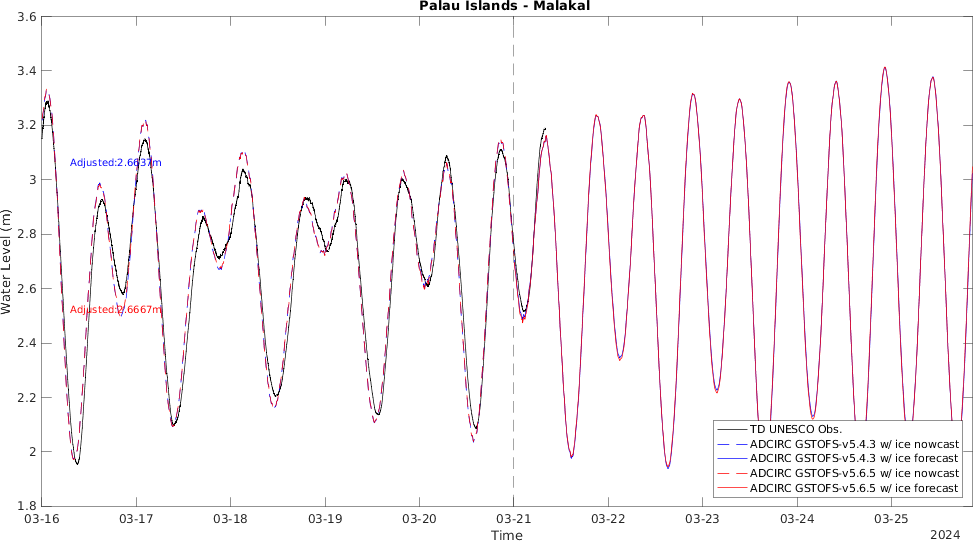 Palau Islands - Malakal
3.6
3.4
3.2
3
2.8
2.6
2.4
2.2
2
1.8
Water Level (m)
Adjusted:2.6637m
Adjusted:2.6667m
TD UNESCO Obs.
ADCIRC GSTOFS-v5.4.3 w/ ice nowcast
ADCIRC GSTOFS-v5.4.3 w/ ice forecast
ADCIRC GSTOFS-v5.6.5 w/ ice nowcast
ADCIRC GSTOFS-v5.6.5 w/ ice forecast
03-16 03-17 03-18 03-19 03-20 03-21 03-22 03-23 03-24 03-25
Time
2024